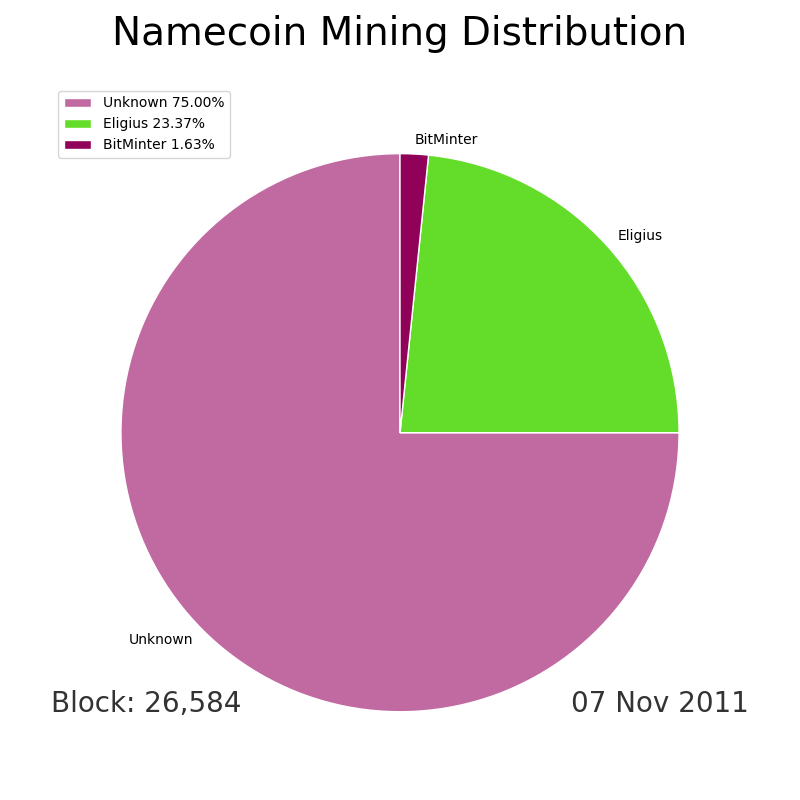 Namecoin Mining Distribution
Unknown 75.00%
Eligius 23.37%
BitMinter 1.63%
BitMinter
Eligius
Unknown
Block: 26,584
07 Nov 2011